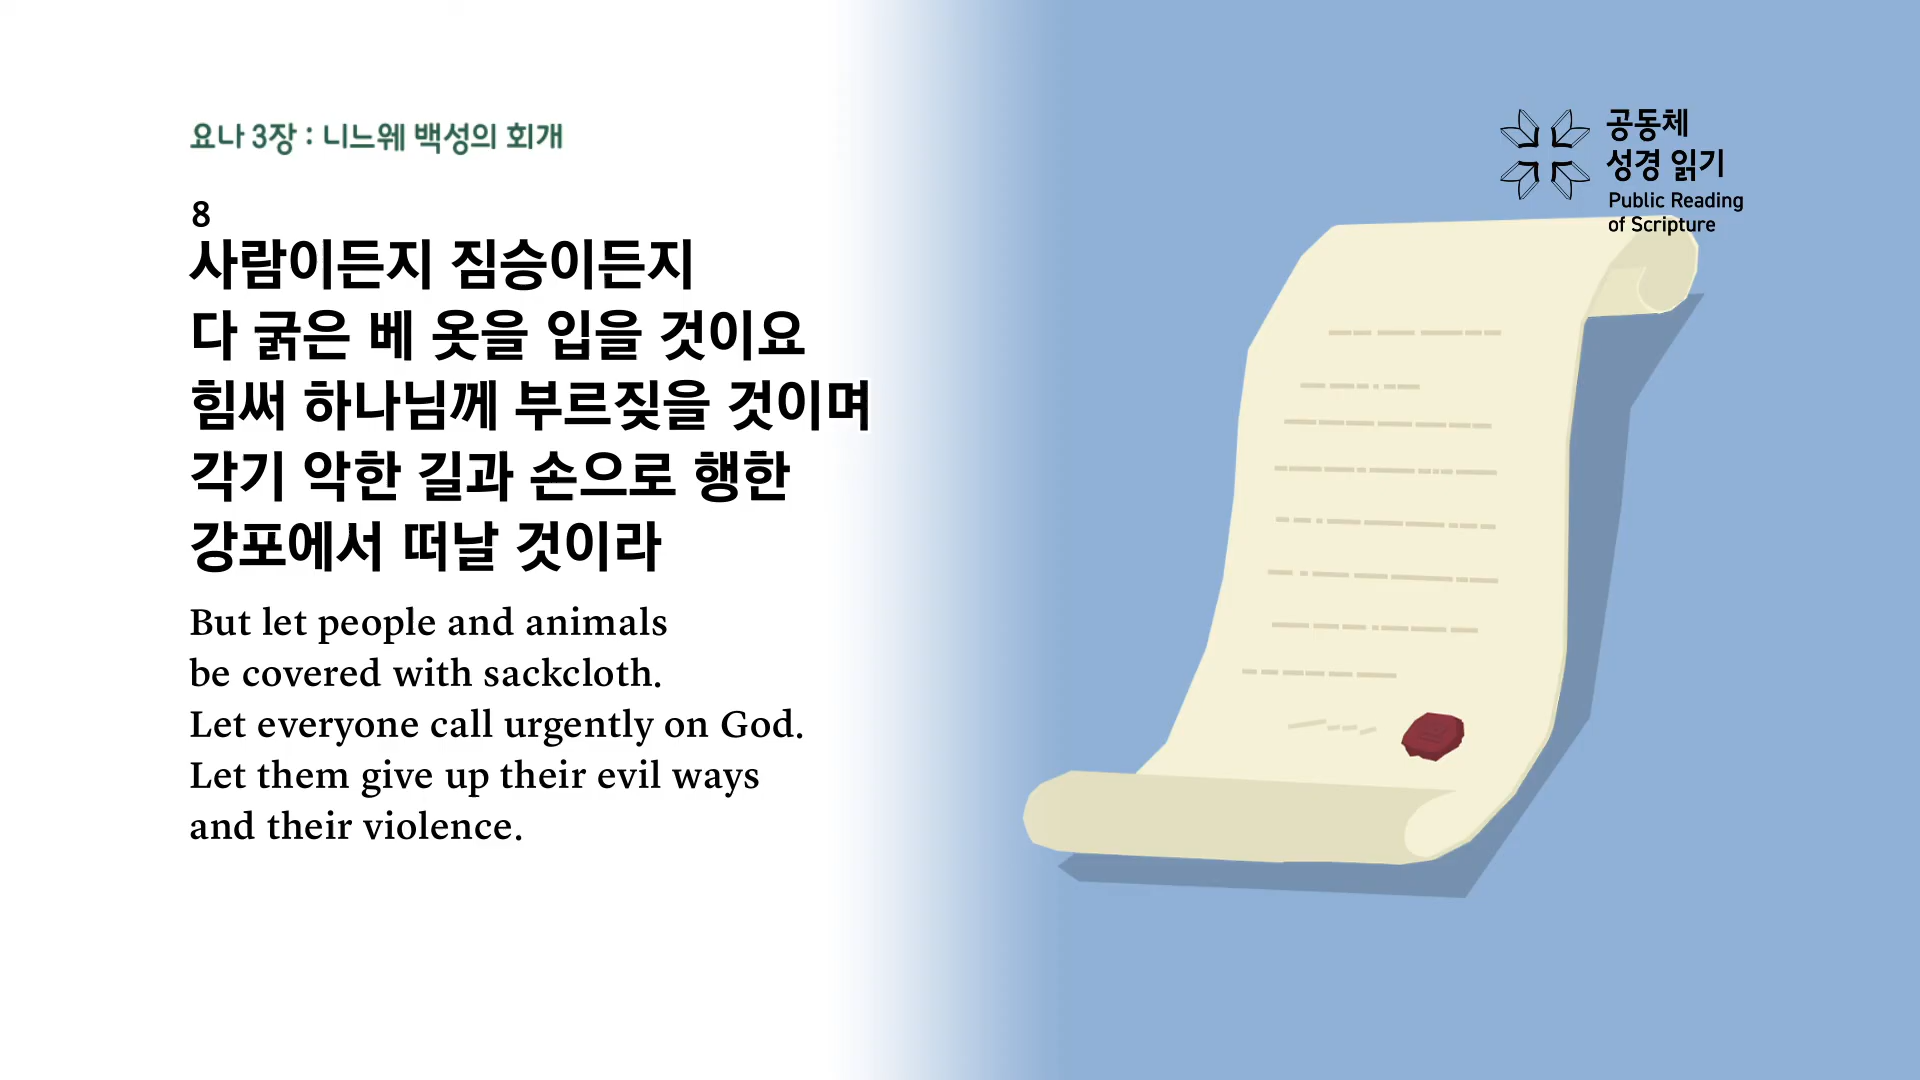 요나 3장 : 니느웨 백성의 회개
8
사람이든지 짐승이든지
다 굵은 베 옷을 입을 것이요
힘써 하나님께 부르짖을 것이며
각기 악한 길과 손으로 행한
강포에서 떠날 것이라
But let people and animals
be covered with sackcloth.
Let everyone call urgently on God.
Let them give up their evil ways
and their violence.
공동체
성경 읽기
Public Reading
of Scripture